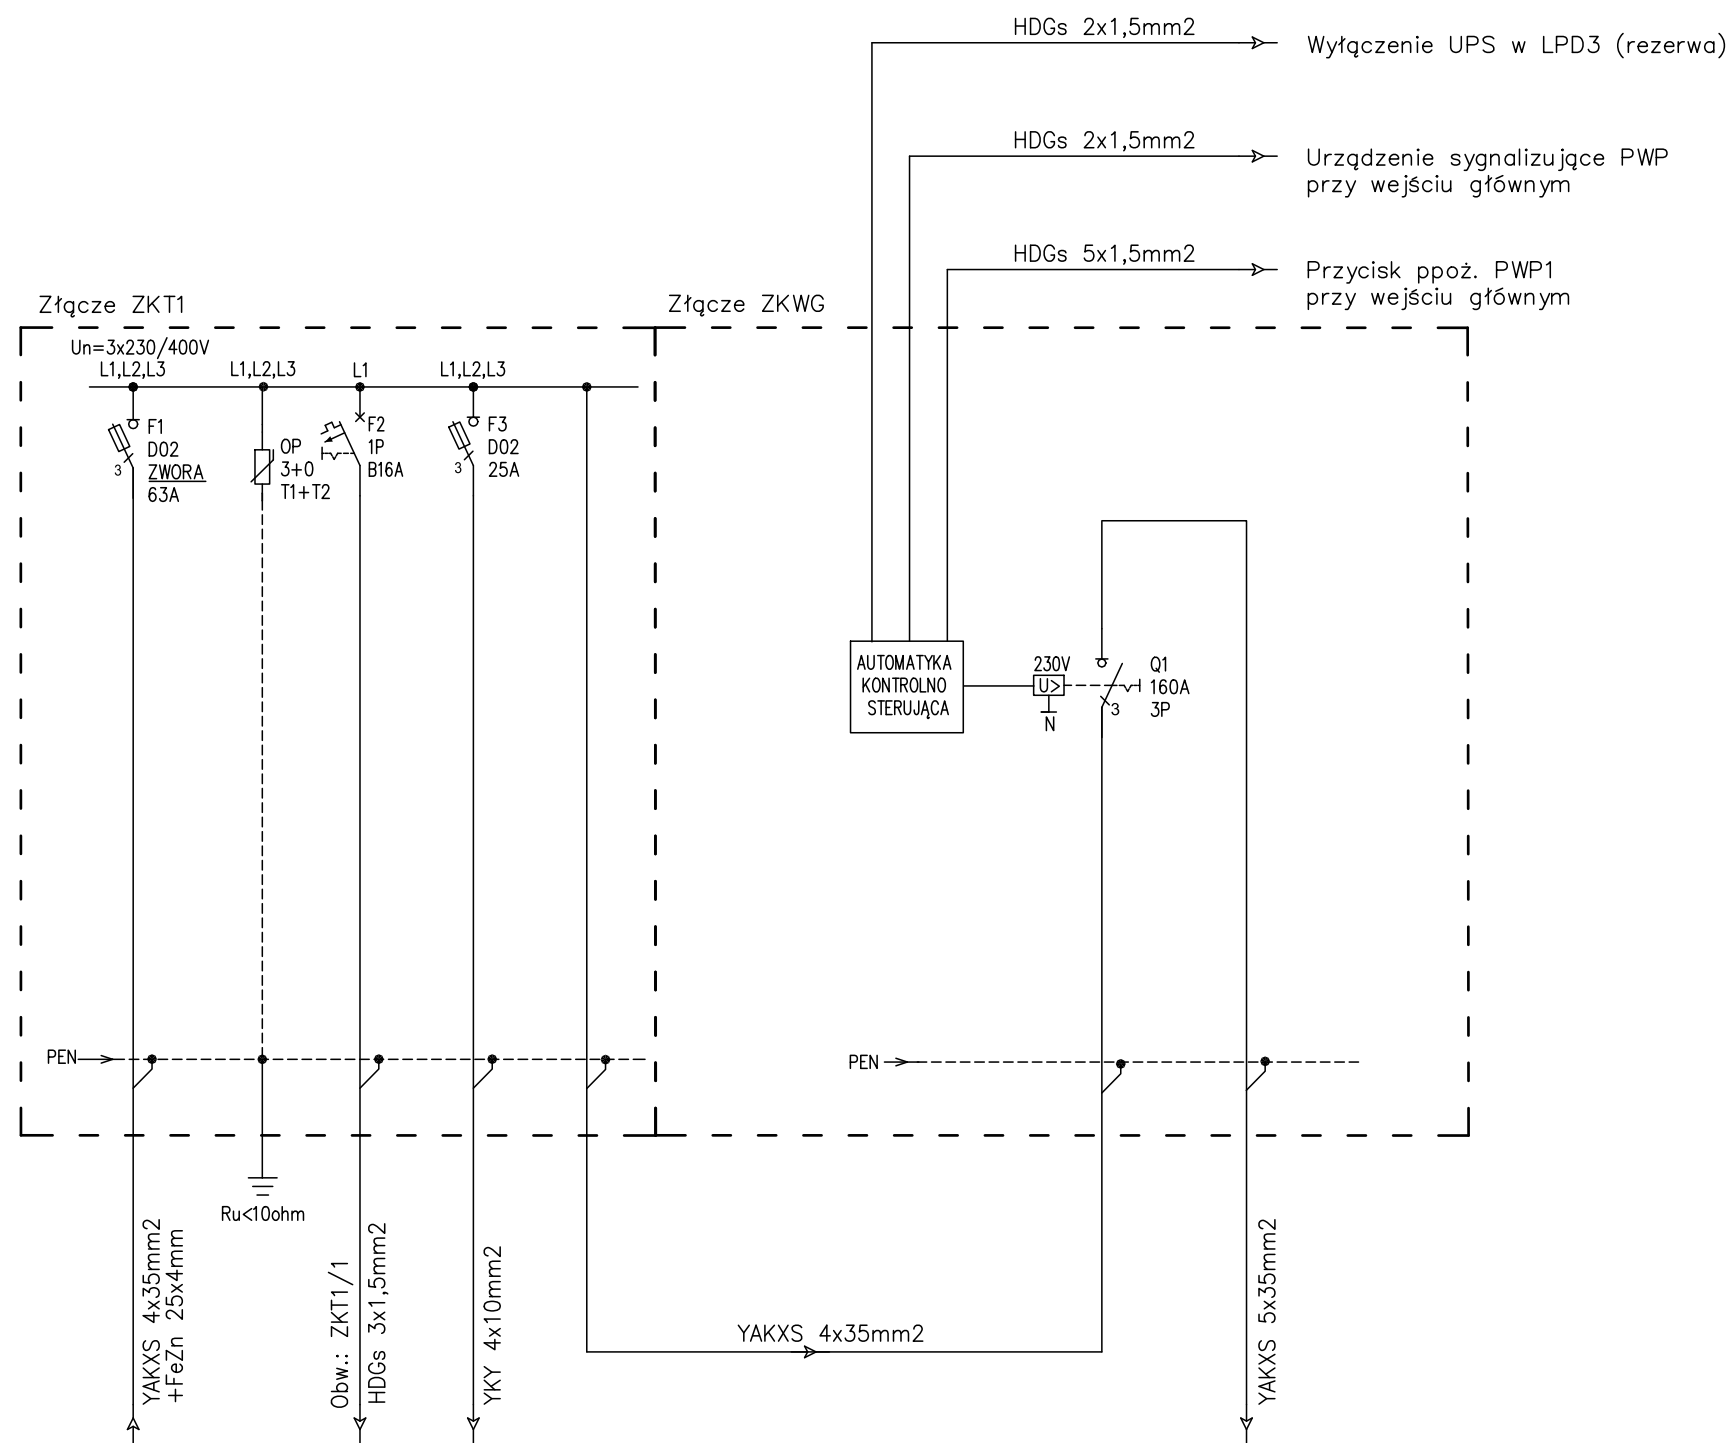 HDGs 2x1,5mm2
Wyłączenie UPS w LPD3 (rezerwa)
HDGs 2x1,5mm2
Urządzenie sygnalizujące PWP
przy wejściu głównym
HDGs 5x1,5mm2
Przycisk ppoż. PWP1
przy wejściu głównym
Złącze ZKT1
Złącze ZKWG
Un=3x230/400V
L1,L2,L3
L1,L2,L3
L1
L1,L2,L3
F1
D02
ZWORA
63A
3
OP
3+0
T1+T2
F2
1P
B16A
F3
D02
25A
3
AUTOMATYKA
KONTROLNO
STERUJĄCA
230V
U>
N
Q1
160A
3P
3
PEN
PEN
Ru<10ohm
YAKXS 4x35mm2
+FeZn 25x4mm
Obw.: ZKT1/1
HDGs 3x1,5mm2
YKY 4x10mm2
YAKXS 4x35mm2
YAKXS 5x35mm2